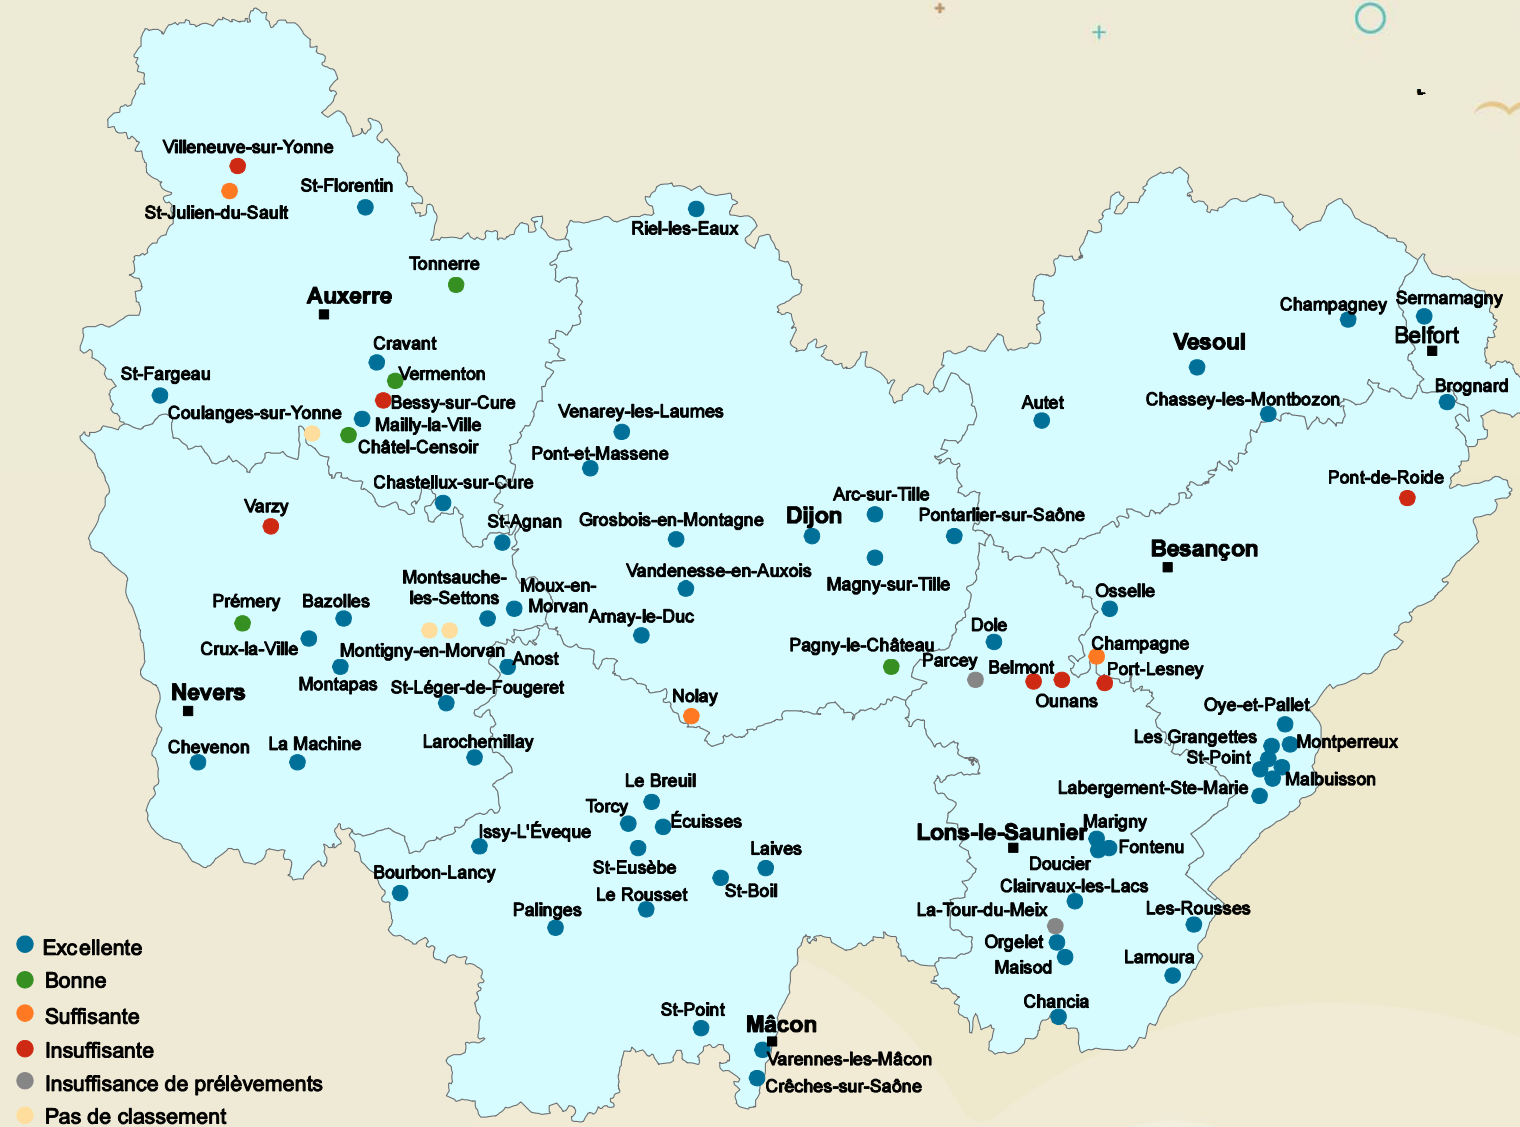 Villeneuve-sur-Yonne
St-Florentin
St-Julien-du-Sault
Riel-les-Eaux
Tonnerre
Auxerre
Champagney
Sermamagny
Belfort
Vesoul
Cravant
St-Fargeau
Vermenton
Brognard
Bessy-sur-Cure
Autet
Chassey-les-Montbozon
Coulanges-sur-Yonne
Venarey-les-Laumes
Mailly-la-Ville
Châtel-Censoir
Pont-et-Massene
Pont-de-Roide
Chastellux-sur-Cure
Arc-sur-Tille
Varzy
St-Agnan
Grosbois-en-Montagne
Dijon
Pontarlier-sur-Saône
Besançon
Vandenesse-en-Auxois
Montsauche-
les-Settons
Moux-en-
Morvan
Magny-sur-Tille
Osselle
Prémery
Bazolles
Arnay-le-Duc
Dole
Crux-la-Ville
Montigny-en-Morvan
Anost
Pagny-le-Château
Parcey
Belmont
Champagne
Port-Lesney
Montapas
St-Léger-de-Fougeret
Nevers
Nolay
Ounans
Oye-et-Pallet
Chevenon
La Machine
Larochemillay
Les Grangettes
Montperreux
St-Point
Malbuisson
Labergement-Ste-Marie
Le Breuil
Torcy
Écuisses
Issy-L'Éveque
Lons-le-Saunier
Marigny
Fontenu
Doucier
Laives
St-Eusèbe
Bourbon-Lancy
Le Rousset
St-Boil
Clairvaux-les-Lacs
Palinges
La-Tour-du-Meix
Les-Rousses
Orgelet
Maisod
Lamoura
Chancia
St-Point
Mâcon
Varennes-les-Mâcon
Crêches-sur-Saône
Excellente
Bonne
Suffisante
Insuffisante
Insuffisance de prélèvements
Pas de classement